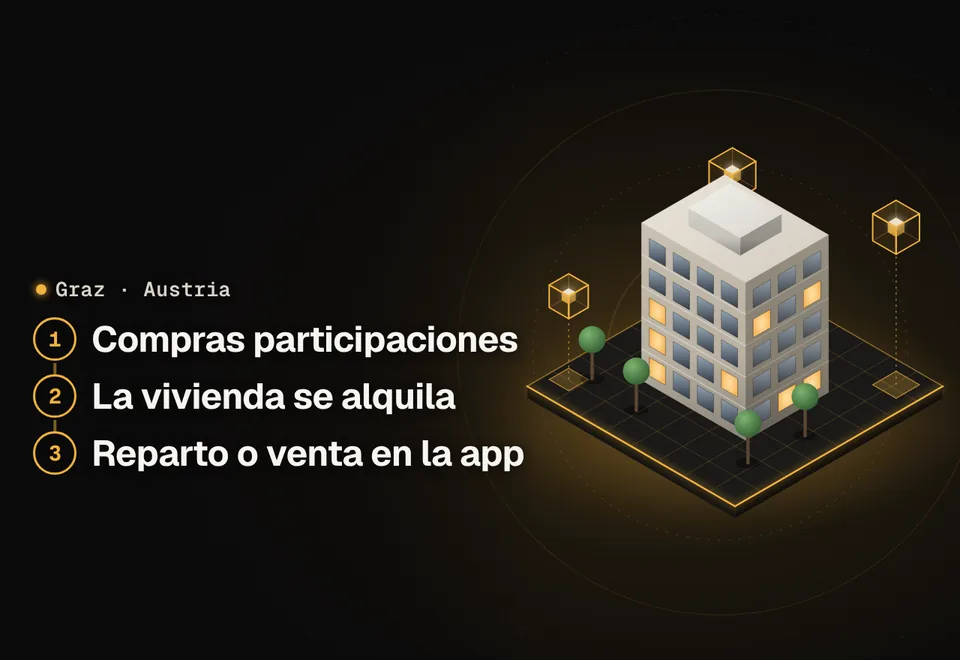 Graz · Austria
1 Compras participaciones
2 La vivienda se alquila
3 Reparto o venta en la app